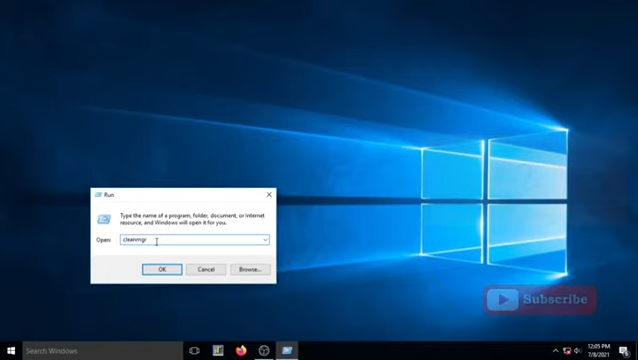 Run
Type the name of a program, folder, document, or Internet
resource, and Windows will open it for you.
Open: cleanmgr
OK Cancel Browse...
Subscribe
Search Windows
12:05 PM
7/8/2021